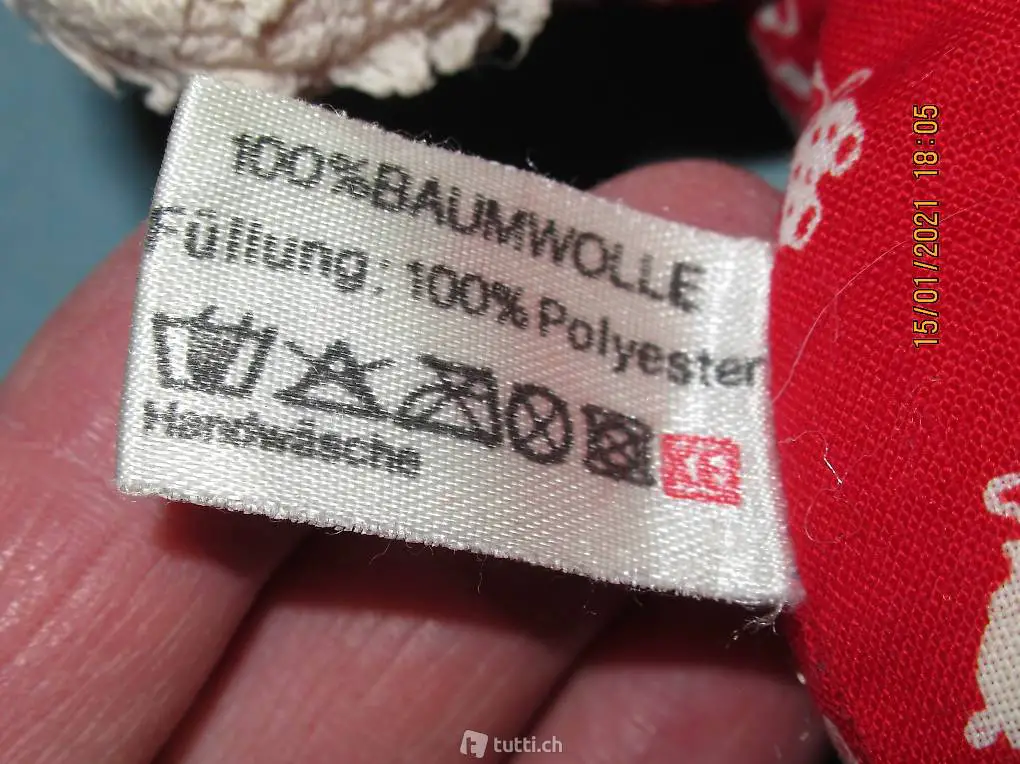 100%BAUMWOLLE
Füllung: 100% Polyester
Handwäsche
15/01/2021 18:05
tutti.ch